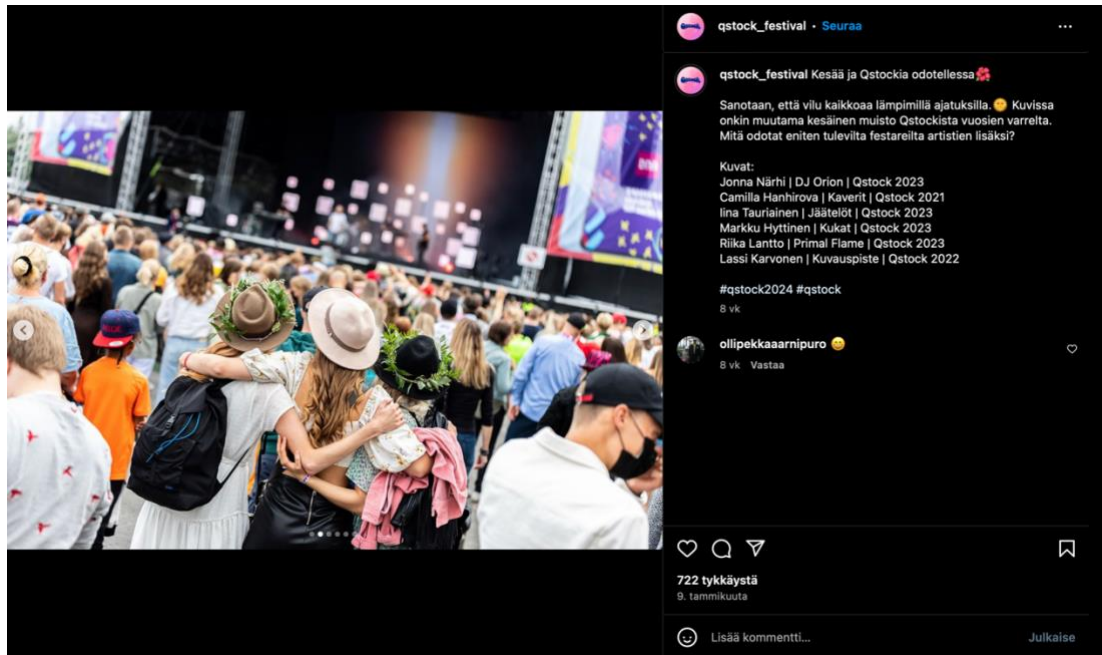 qstock_festival • Seuraa
qstock_festival Kesää ja Qstockia odotellessa🌺
Sanotaan, että vilu kaikkoaa lämpimillä ajatuksilla.🌞 Kuvissa
onkin muutama kesäinen muisto Qstockista vuosien varrelta.
Mitä odotat eniten tulevilta festareilta artistien lisäksi?
Kuvat:
Jonna Närhi | DJ Orion | Qstock 2023
Camilla Hanhirova | Kaverit | Qstock 2021
Iina Tauriainen | Jäätelöt | Qstock 2023
Markku Hyttinen | Kukat | Qstock 2023
Riika Lantto | Primal Flame | Qstock 2023
Lassi Karvonen | Kuvauspiste | Qstock 2022
#qstock2024 #qstock
8 vk
ollipekkaaarnipuro 😄
8 vk Vastaa
722 tykkäystä
9. tammikuuta
Lisää kommentti...
Julkaise